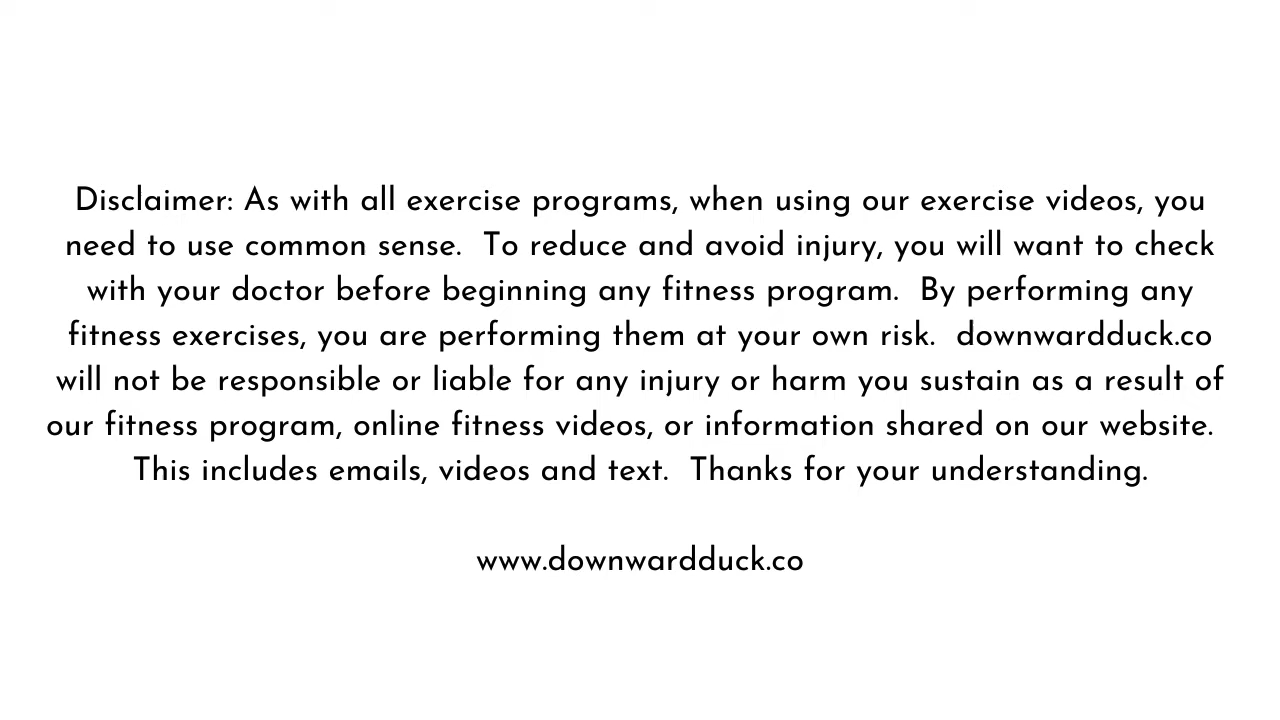 Disclaimer: As with all exercise programs, when using our exercise videos, you
need to use common sense.  To reduce and avoid injury, you will want to check
with your doctor before beginning any fitness program.  By performing any
fitness exercises, you are performing them at your own risk.  downwardduck.co
will not be responsible or liable for any injury or harm you sustain as a result of
our fitness program, online fitness videos, or information shared on our website.
This includes emails, videos and text.  Thanks for your understanding.
www.downwardduck.co